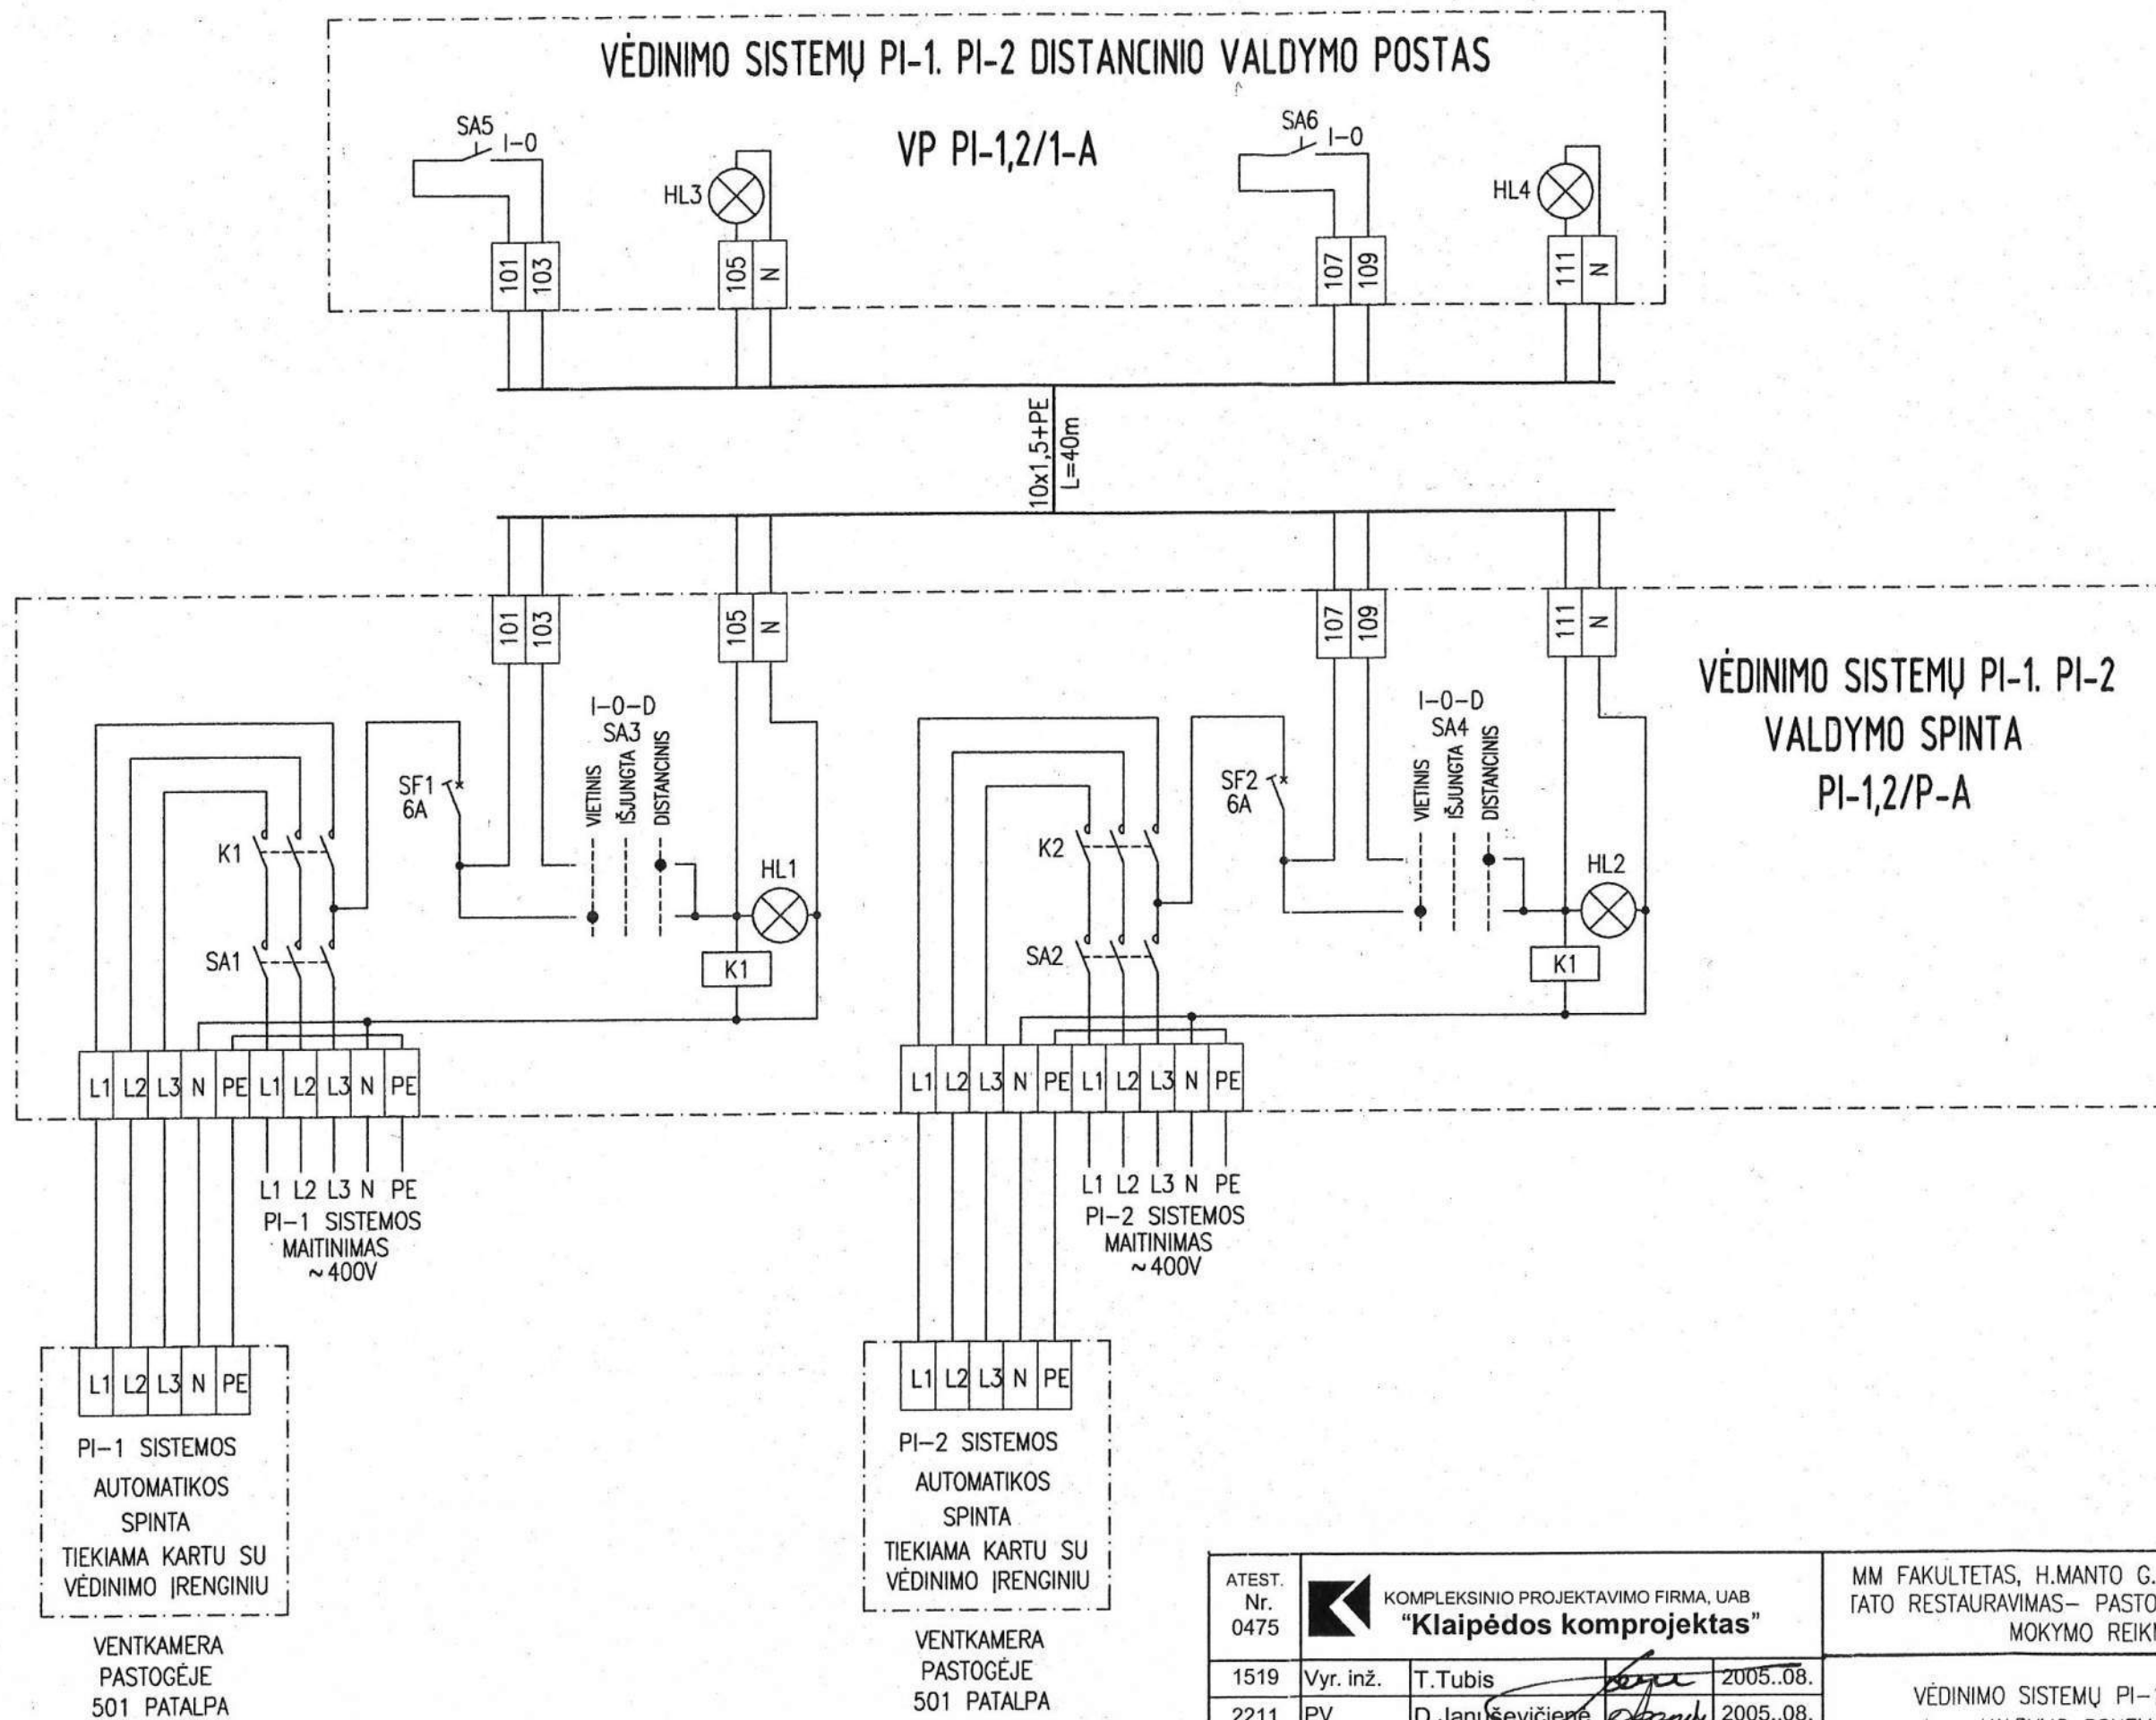 VĖDINIMO SISTEMŲ PI-1. PI-2 DISTANCINIO VALDYMO POSTAS
VP PI-1,2/1-A
SA5
I-0
HL3
SA6
I-0
HL4
101
103
105
N
107
109
111
N
10x1,5+PE
L=40m
101
103
105
N
107
109
111
N
VĖDINIMO SISTEMŲ PI-1. PI-2
VALDYMO SPINTA
PI-1,2/P-A
I-0-D
SA3
VIETINIS
IŠJUNGTA
DISTANCINIS
SF1
6A
K1
HL1
SA1
K1
I-0-D
SA4
VIETINIS
IŠJUNGTA
DISTANCINIS
SF2
6A
K2
HL2
SA2
K1
L1 L2 L3 N PE L1 L2 L3 N PE
L1 L2 L3 N PE L1 L2 L3 N PE
L1 L2 L3 N PE
PI-1 SISTEMOS
MAITINIMAS
~400V
L1 L2 L3 N PE
PI-2 SISTEMOS
MAITINIMAS
~400V
L1 L2 L3 N PE
PI-1 SISTEMOS
AUTOMATIKOS
SPINTA
TIEKIAMA KARTU SU
VĖDINIMO ĮRENGINIU
VENTKAMERA
PASTOGĖJE
501 PATALPA
L1 L2 L3 N PE
PI-2 SISTEMOS
AUTOMATIKOS
SPINTA
TIEKIAMA KARTU SU
VĖDINIMO ĮRENGINIU
VENTKAMERA
PASTOGĖJE
501 PATALPA
ATEST.
Nr.
0475
KOMPLEKSINIO PROJEKTAVIMO FIRMA, UAB
"Klaipėdos komprojektas"
MM FAKULTETAS, H.MANTO G.
TATO RESTAURAVIMAS- PASTO
MOKYMO REIK
1519 Vyr. inž. T.Tubis 2005..08.
2211 PV D.Januševičienė 2005..08.
VĖDINIMO SISTEMŲ PI-